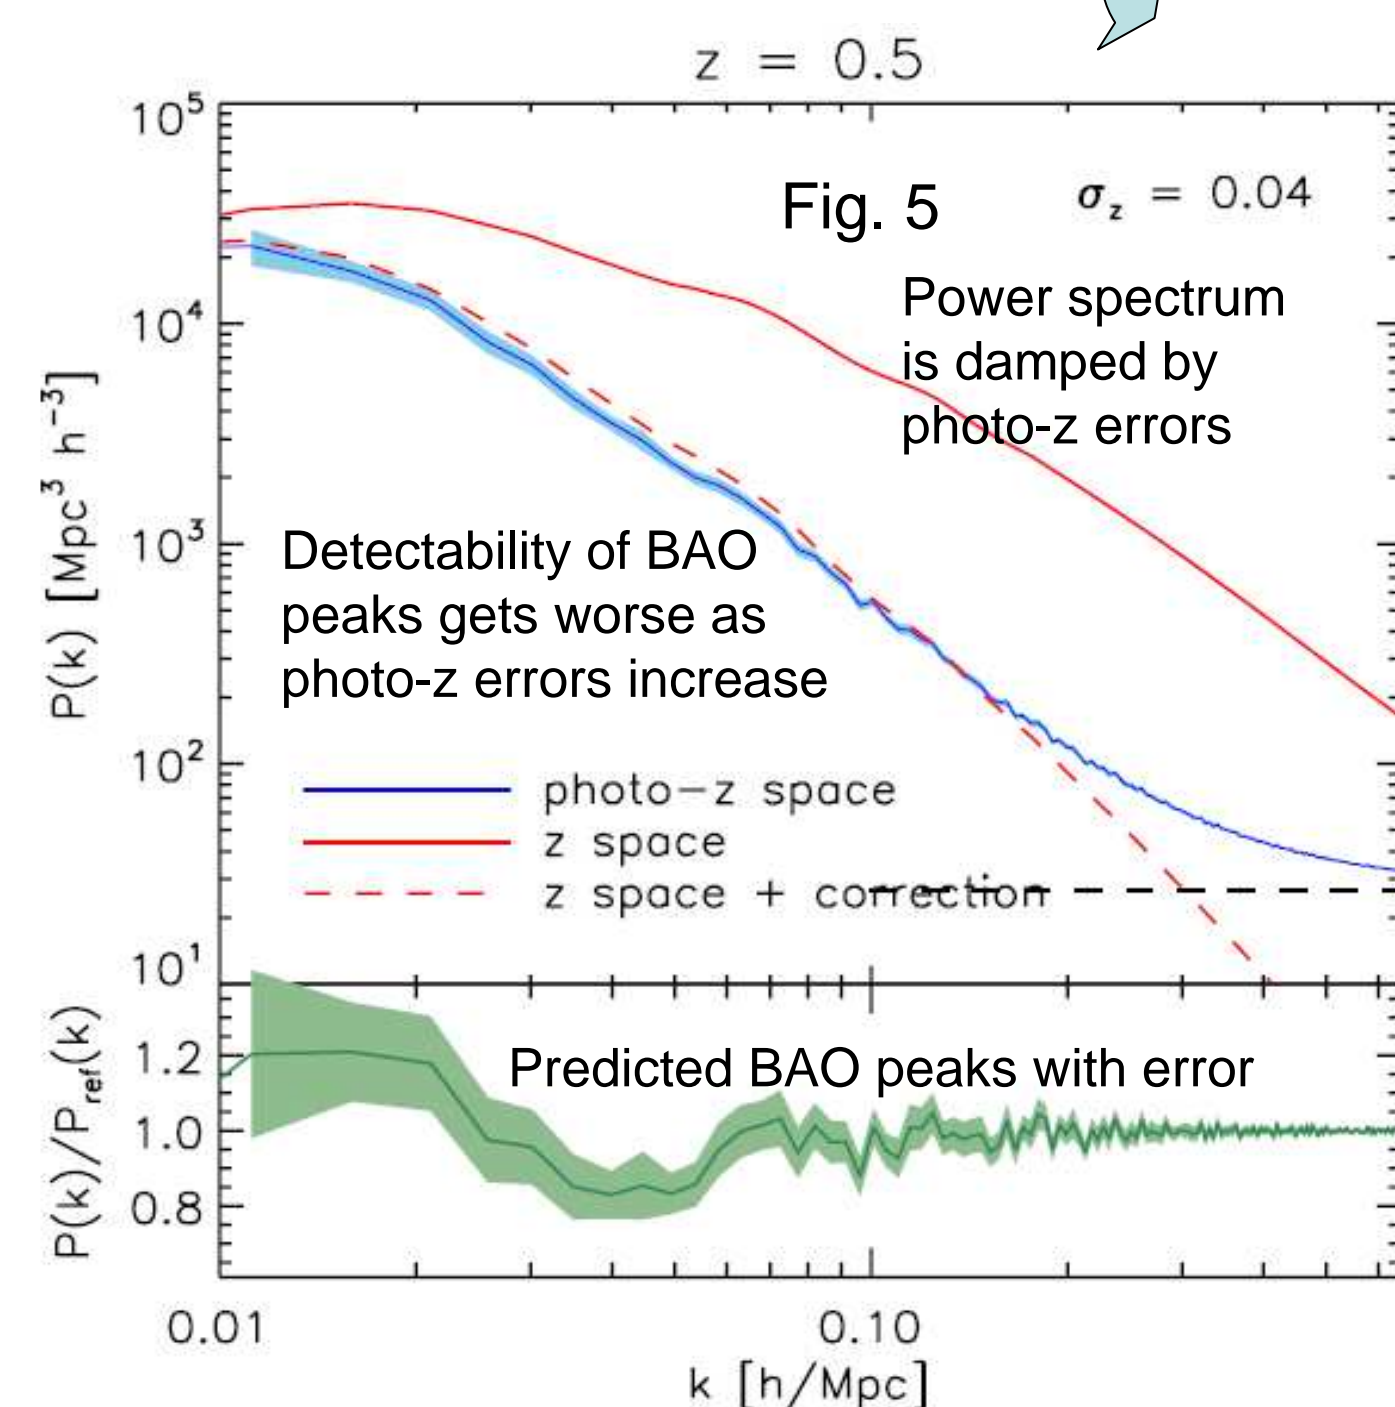 z = 0.5
10⁵
Fig. 5
σ_z = 0.04
Power spectrum
is damped by
photo-z errors
10⁴
P(k) [Mpc³ h⁻³]
10³
Detectability of BAO
peaks gets worse as
photo-z errors increase
10²
photo-z space
z space
z space + correction
10¹
P(k)/P_ref(k)
1.2
Predicted BAO peaks with error
1.0
0.8
0.01
0.10
k [h/Mpc]